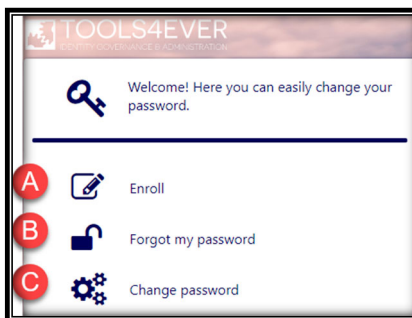 TOOLS4EVER
IDENTITY GOVERNANCE & ADMINISTRATION
Welcome! Here you can easily change your
password.
A
Enroll
B
Forgot my password
C
Change password